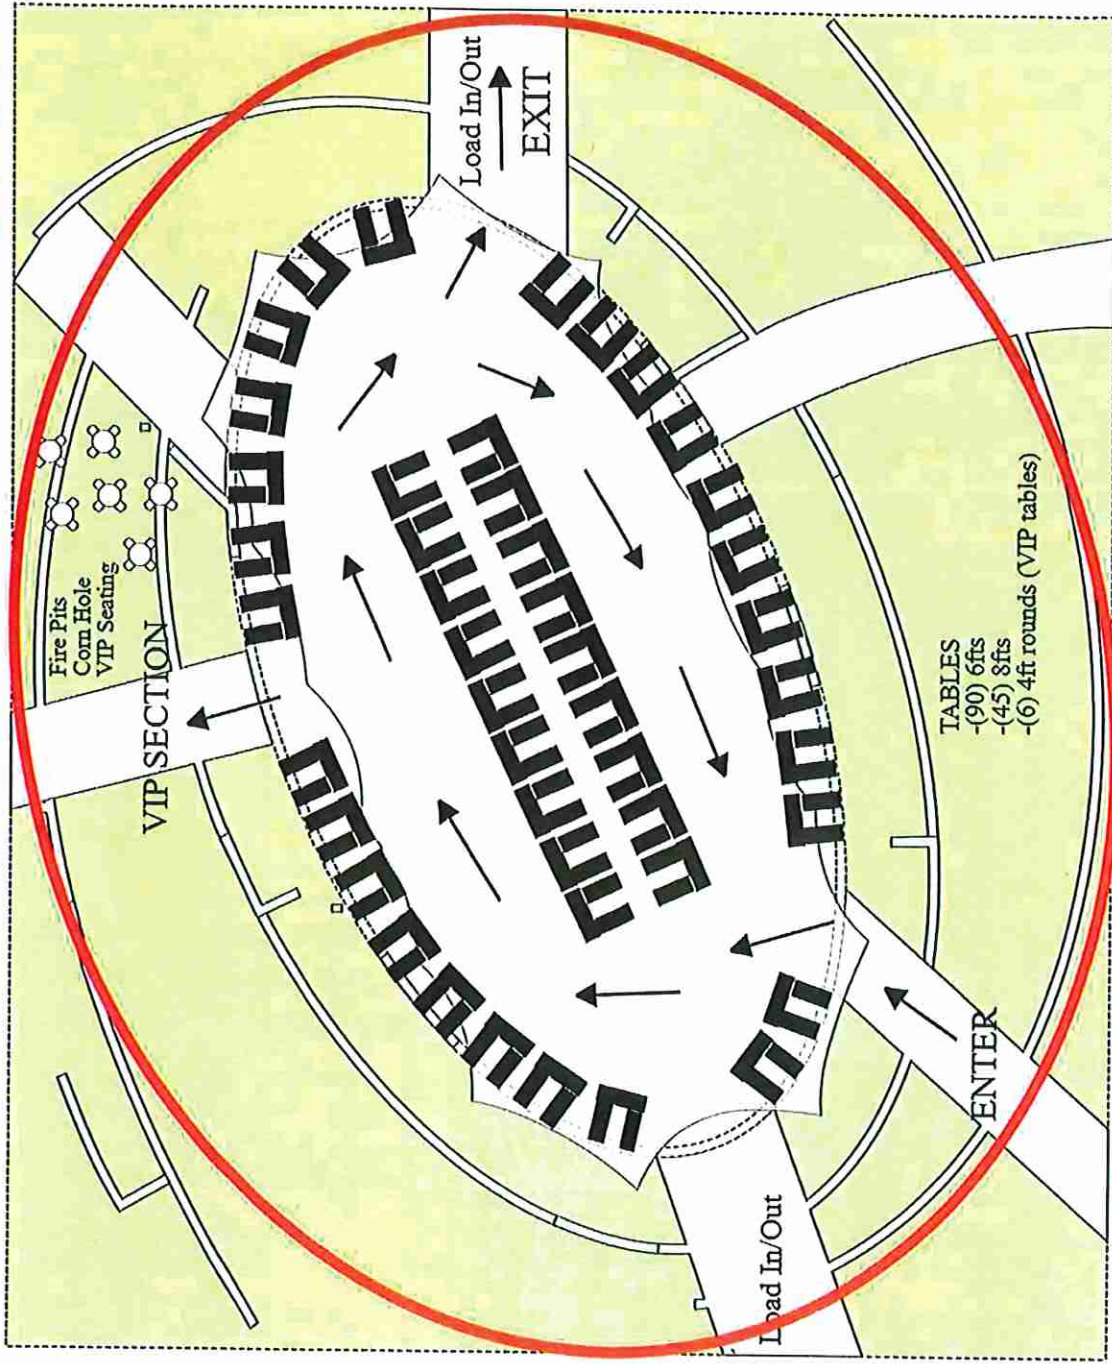 Load In/Out
EXIT
Fire Pits
Corn Hole
VIP Seating
VIP SECTION
TABLES
-(90) 6fts
-(45) 8fts
-(6) 4ft rounds (VIP tables)
ENTER
Load In/Out